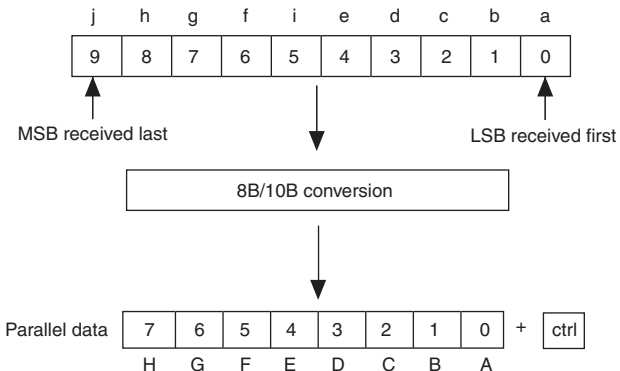 j h g f i e d c b a
9 8 7 6 5 4 3 2 1 0
MSB received last LSB received first
8B/10B conversion
Parallel data 7 6 5 4 3 2 1 0 + ctrl
H G F E D C B A